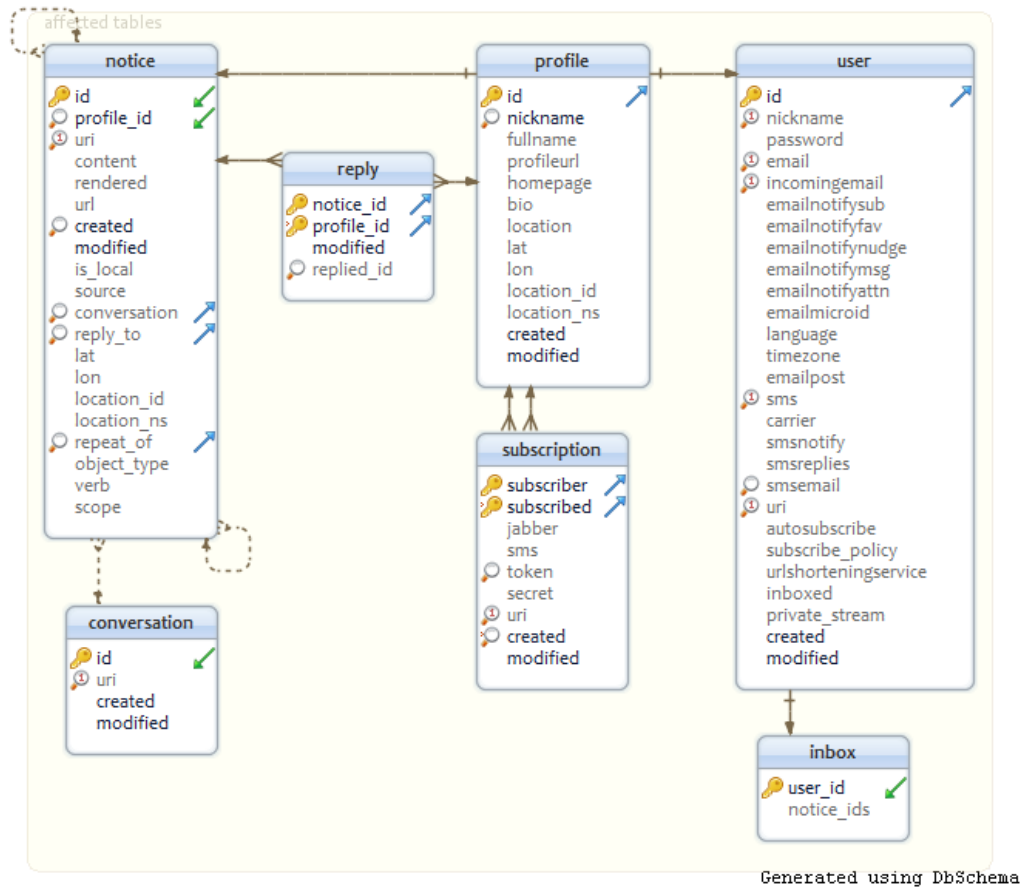 affected tables
notice
id
profile_id
uri
content
rendered
url
created
modified
is_local
source
conversation
reply_to
lat
lon
location_id
location_ns
repeat_of
object_type
verb
scope
reply
notice_id
profile_id
modified
replied_id
profile
id
nickname
fullname
profileurl
homepage
bio
location
lat
lon
location_id
location_ns
created
modified
user
id
nickname
password
email
incomingemail
emailnotifysub
emailnotifyfav
emailnotifynudge
emailnotifymsg
emailnotifyattn
emailmicroid
language
timezone
emailpost
sms
carrier
smsnotify
smsreplies
smsemail
uri
autosubscribe
subscribe_policy
urlshorteningservice
inboxed
private_stream
created
modified
subscription
subscriber
subscribed
jabber
sms
token
secret
uri
created
modified
conversation
id
uri
created
modified
inbox
user_id
notice_ids
Generated using DbSchema